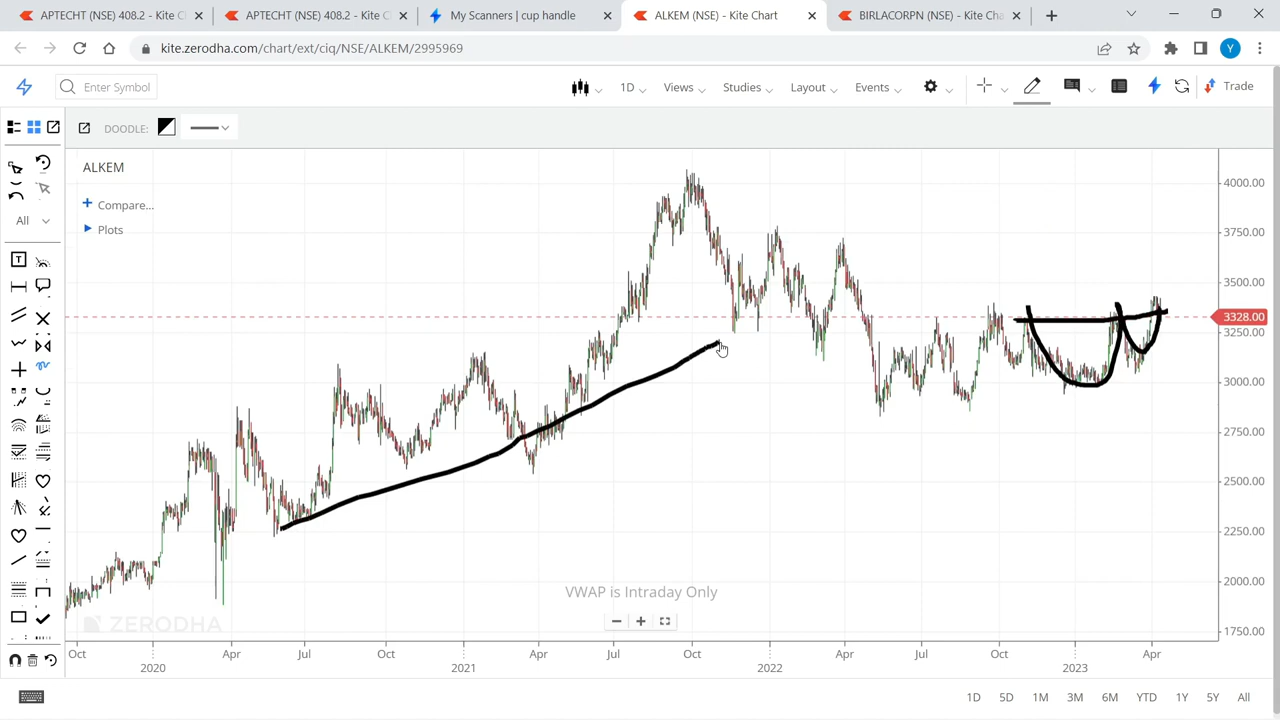 APTECHT (NSE) 408.2 - Kite C
APTECHT (NSE) 408.2 - Kite C
My Scanners | cup handle
ALKEM (NSE) - Kite Chart
BIRLACORPN (NSE) - Kite Cha
kite.zerodha.com/chart/ext/ciq/NSE/ALKEM/2995969
Y
Enter Symbol
1D
Views
Studies
Layout
Events
Trade
DOODLE:
ALKEM
Compare...
Plots
All
T
4000.00
3750.00
3500.00
3328.00
3250.00
3000.00
2750.00
2500.00
2250.00
2000.00
1750.00
VWAP is Intraday Only
ZERODHA
Oct
Apr
Jul
Oct
Apr
Jul
Oct
Apr
Jul
Oct
Apr
2020
2021
2022
2023
1D
5D
1M
3M
6M
YTD
1Y
5Y
All